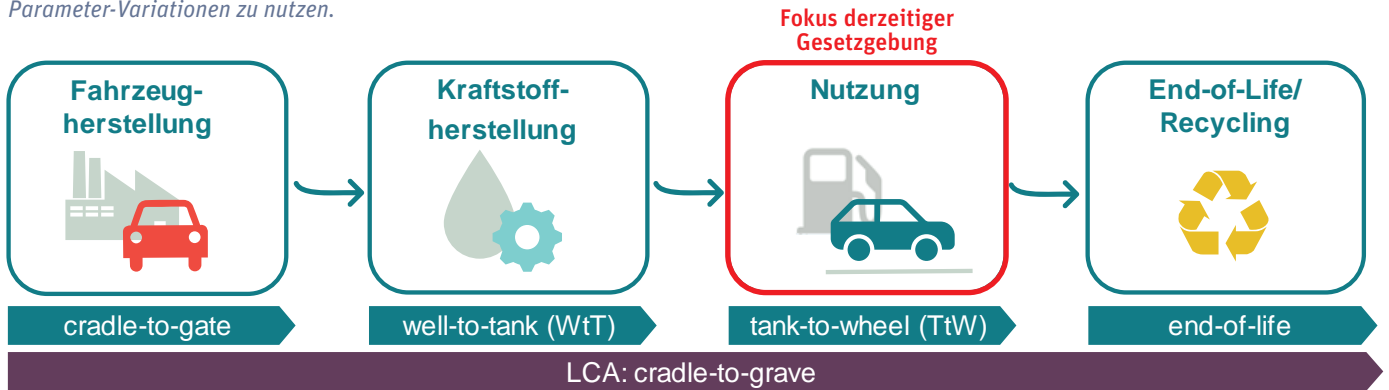 Parameter-Variationen zu nutzen.
Fokus derzeitiger
Gesetzgebung
Fahrzeug-
herstellung
Kraftstoff-
herstellung
Nutzung
End-of-Life/
Recycling
cradle-to-gate
well-to-tank (WtT)
tank-to-wheel (TtW)
end-of-life
LCA: cradle-to-grave